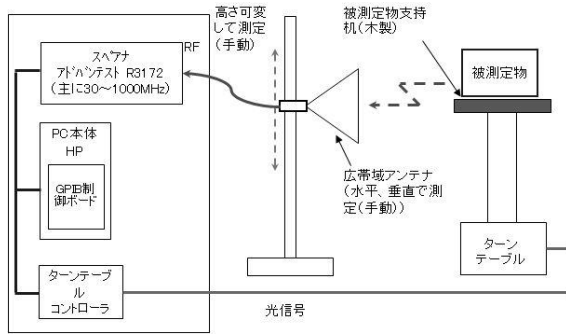 高さ可変
して測定
(手動)
被測定物支持
机(木製)
RF
スペアナ
アドバンテスト R3172
(主に30~1000MHz)
被測定物
PC本体
HP
GPIB制
御ボード
広帯域アンテナ
(水平、垂直で測
定(手動))
ターン
テーブル
ターンテーブ
ル
コントローラ
光信号